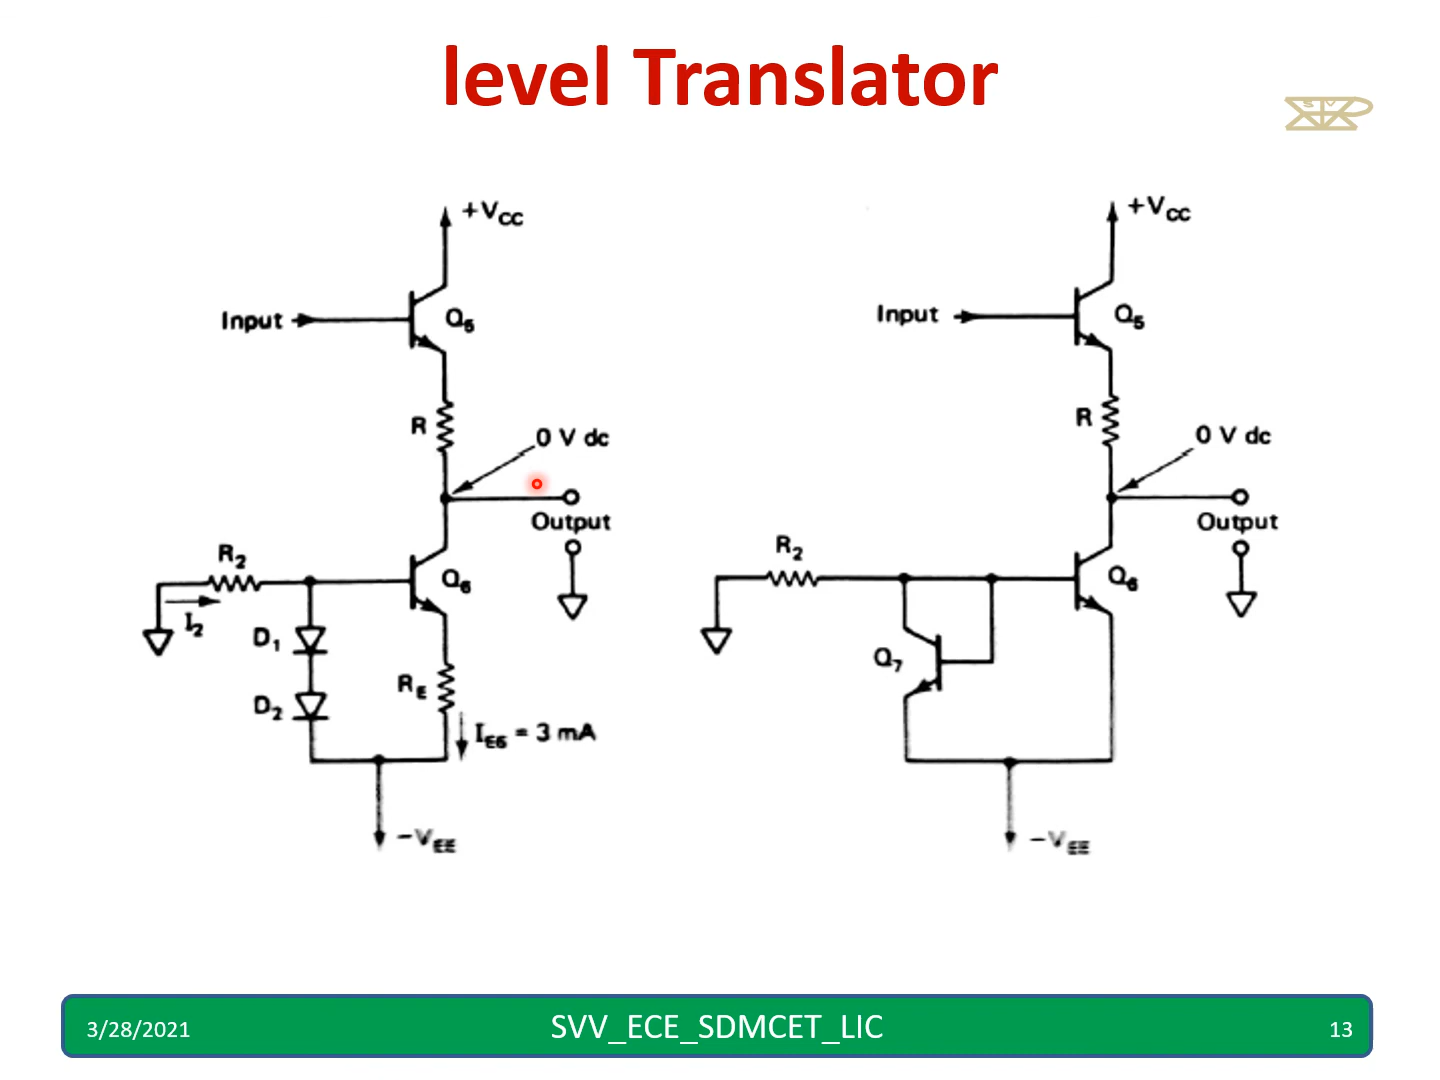 level Translator
S V
+VCC
Input
Q5
R
0 V dc
Output
R2
I2
Q6
D1
D2
RE
IE6 = 3 mA
-VEE
+VCC
Input
Q5
R
0 V dc
Output
R2
Q6
Q7
-VEE
3/28/2021
SVV_ECE_SDMCET_LIC
13